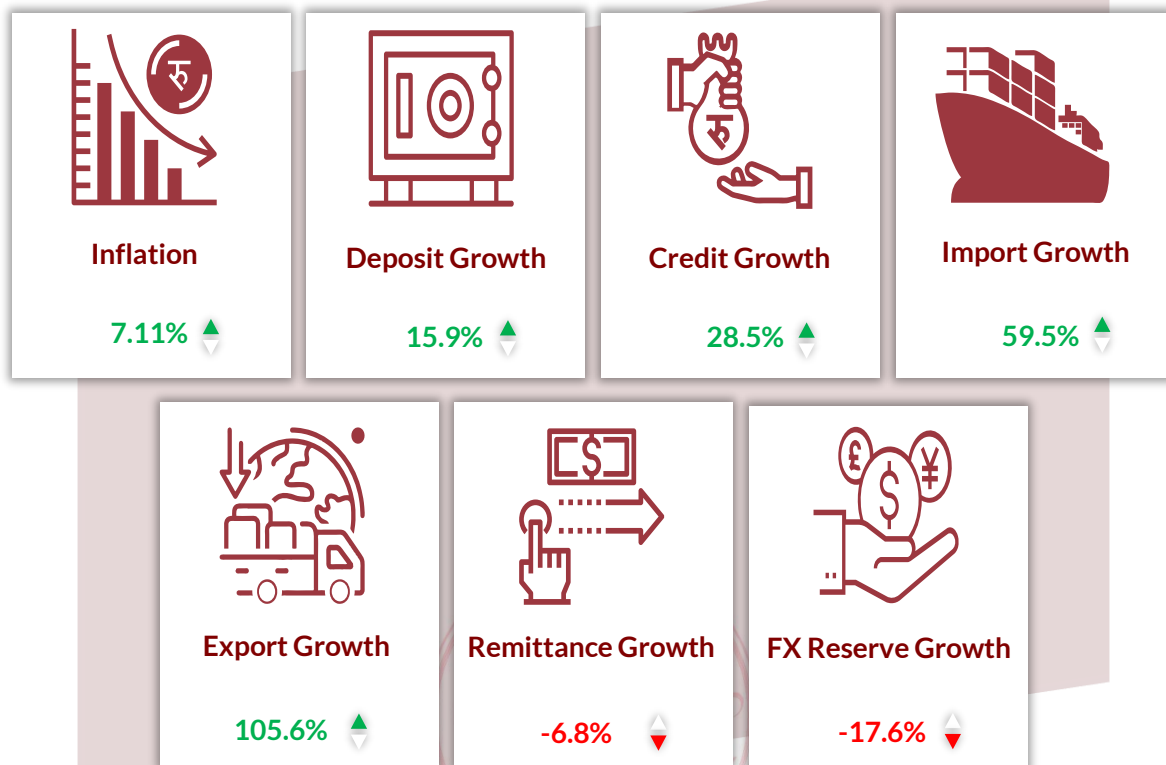 रु
Inflation
7.11%
Deposit Growth
15.9%
रु
Credit Growth
28.5%
Import Growth
59.5%
Export Growth
105.6%
$
Remittance Growth
-6.8%
£ $ ¥
FX Reserve Growth
-17.6%